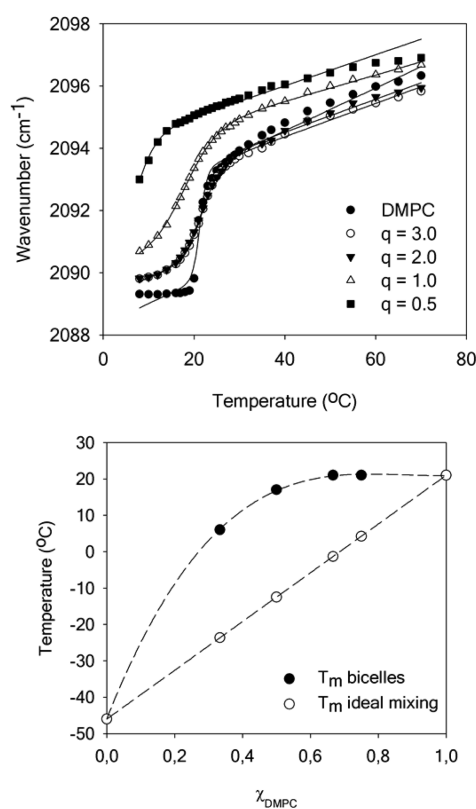 2098
2096
2094
2092
2090
2088
Wavenumber (cm-1)
DMPC
q = 3.0
q = 2.0
q = 1.0
q = 0.5
0 20 40 60 80
Temperature (oC)
30
20
10
0
-10
-20
-30
-40
-50
Temperature (oC)
Tm bicelles
Tm ideal mixing
0,0 0,2 0,4 0,6 0,8 1,0
χDMPC